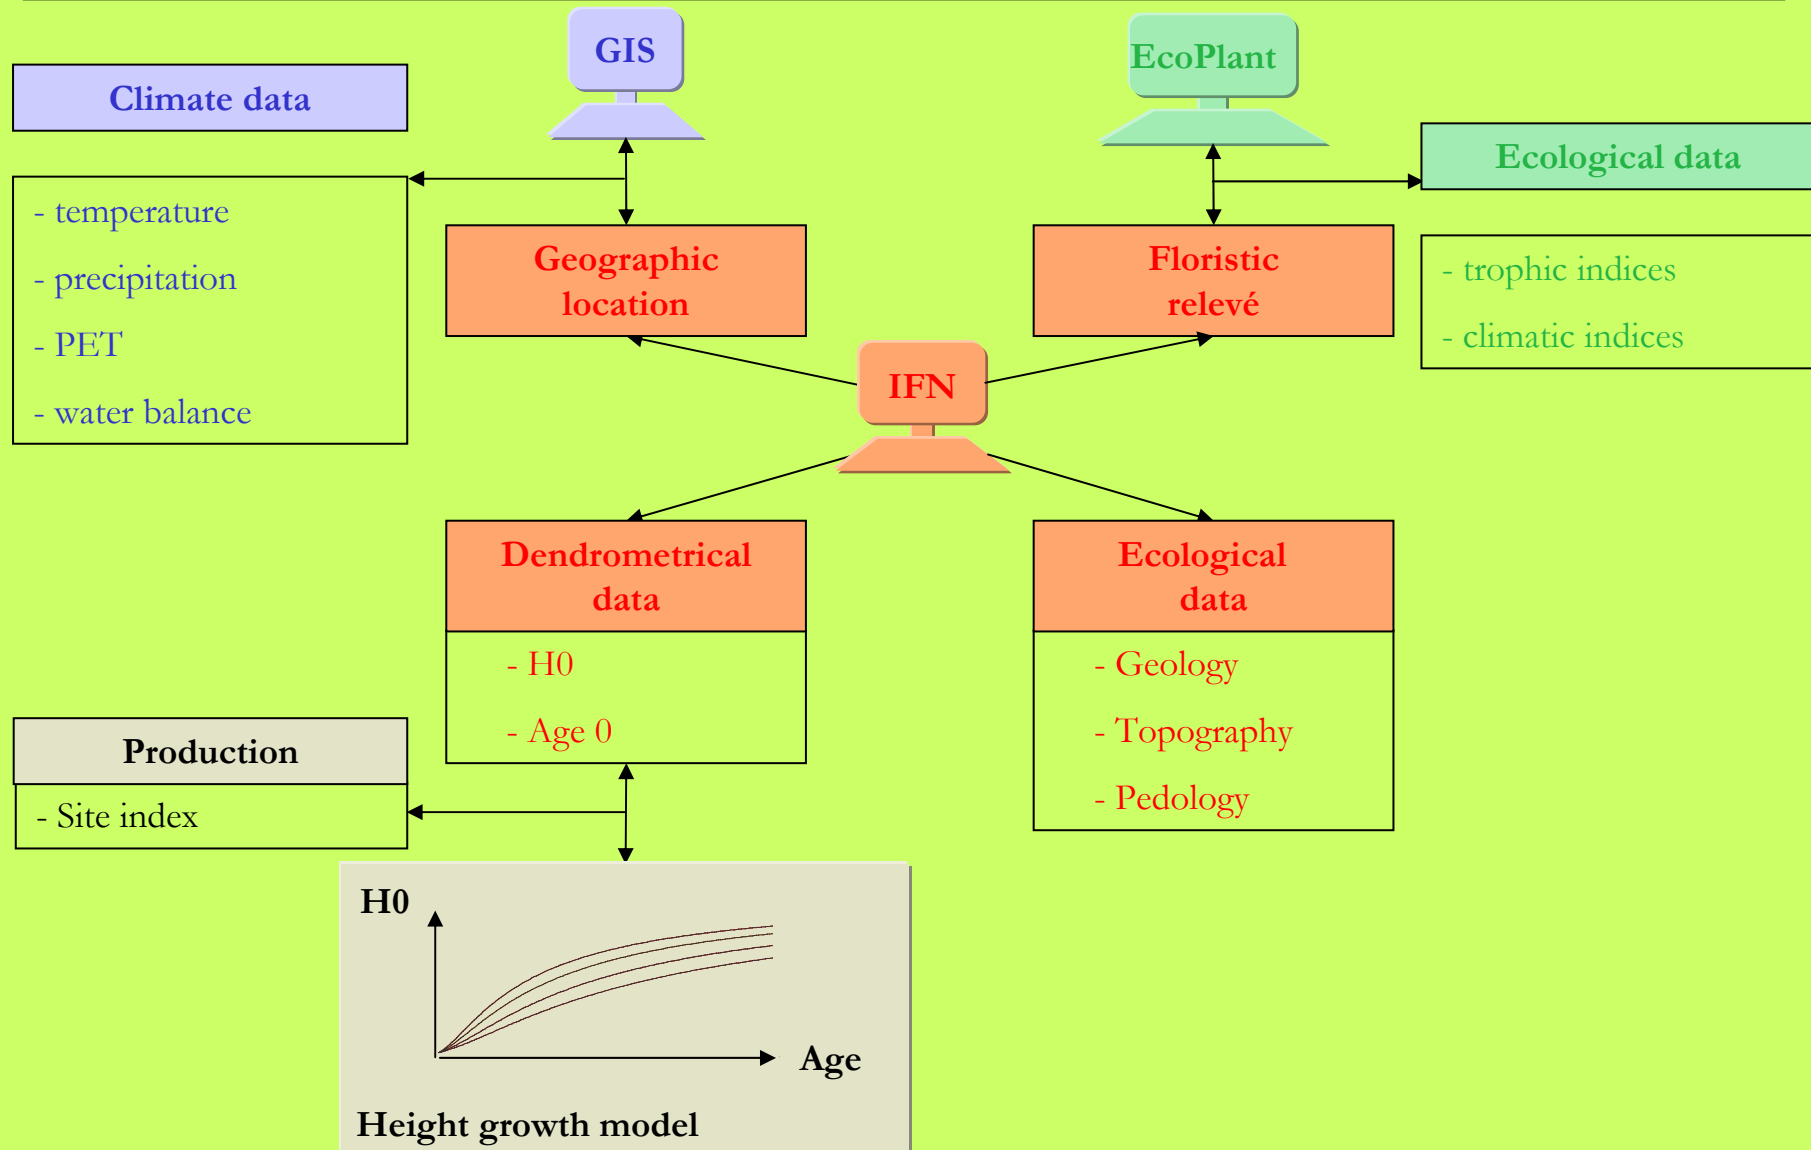 GIS
EcoPlant
Climate data
Ecological data
- temperature
- precipitation
- PET
- water balance
Geographic
location
Floristic
relevé
- trophic indices
- climatic indices
IFN
Dendrometrical
data
- H0
- Age 0
Ecological
data
- Geology
- Topography
- Pedology
Production
- Site index
H0
Age
Height growth model